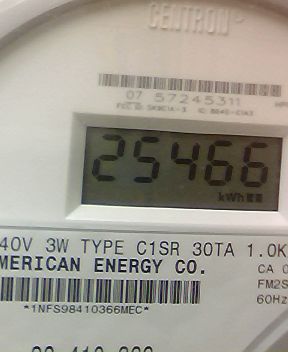 CENTRON
07 57245311
25466
kWh
40V 3W TYPE C1SR 30TA 1.0K
MERICAN ENERGY CO.
CA 0
FM2S
60Hz
*1NFS98410366MEC*